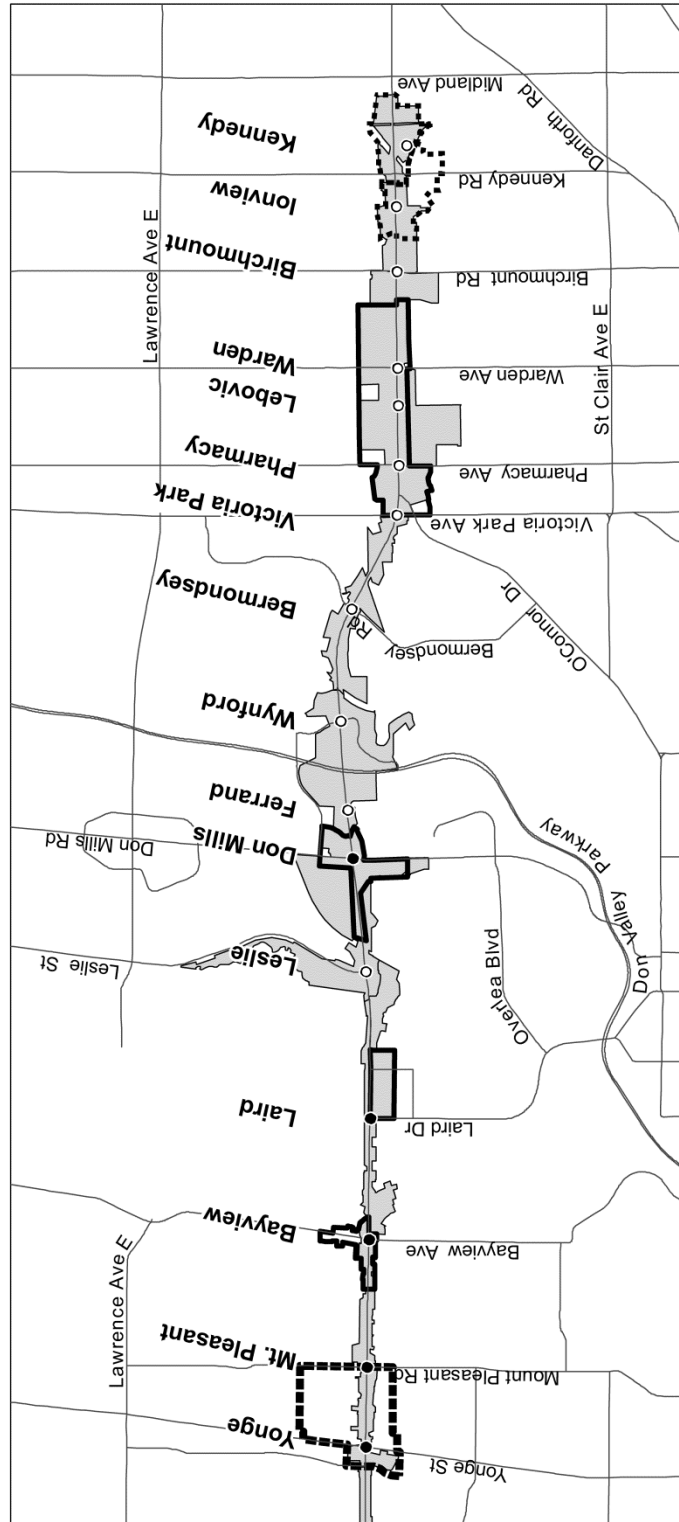 Midland Ave
Danforth Rd
Kennedy
Kennedy Rd
Ionview
Birchmount
Birchmount Rd
Lawrence Ave E
St Clair Ave E
Warden
Warden Ave
Lebovic
Pharmacy
Pharmacy Ave
Victoria Park
Victoria Park Ave
Bermondsey
Bermondsey
Rd
O'Connor
Dr
Wynford
Ferrand
Don Mills
Don Mills Rd
Don Valley
Parkway
Leslie
Leslie St
Overlea Blvd
Laird
Laird Dr
Bayview
Bayview Ave
Lawrence Ave E
Mt. Pleasant
Mount Pleasant Rd
Yonge
Yonge St